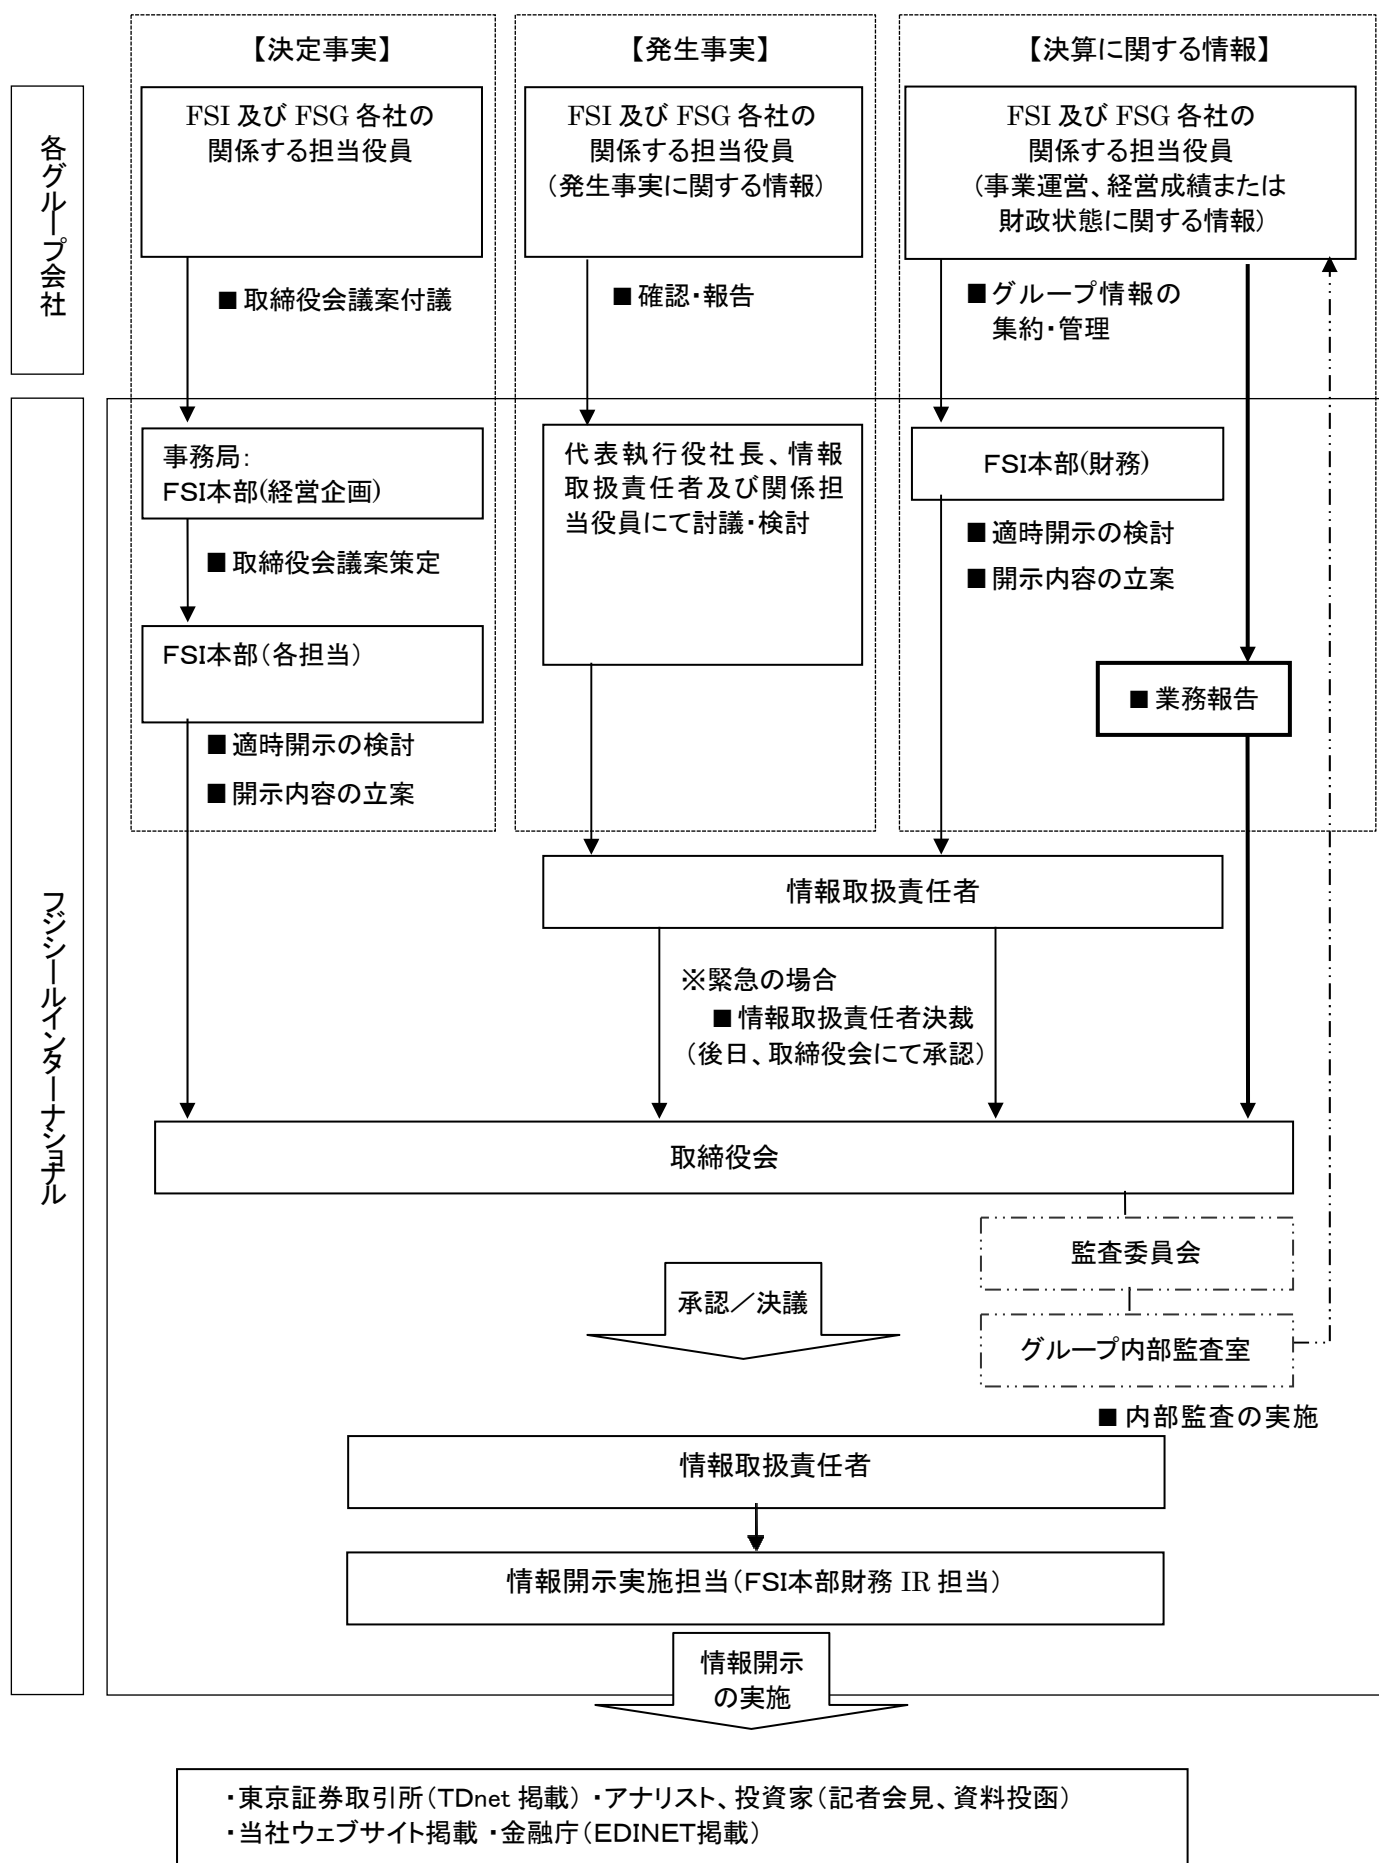 【決定事実】
FSI 及び FSG 各社の
関係する担当役員
■取締役会議案付議
事務局：
FSI本部(経営企画)
■取締役会議案策定
FSI本部（各担当）
■適時開示の検討
■開示内容の立案
【発生事実】
FSI 及び FSG 各社の
関係する担当役員
（発生事実に関する情報）
■確認・報告
代表執行役社長、情報
取扱責任者及び関係担
当役員にて討議・検討
【決算に関する情報】
FSI 及び FSG 各社の
関係する担当役員
（事業運営、経営成績または
財政状態に関する情報）
■グループ情報の
集約・管理
FSI本部(財務)
■適時開示の検討
■開示内容の立案
■業務報告
各グループ会社
フジシールインターナショナル
情報取扱責任者
※緊急の場合
■情報取扱責任者決裁
（後日、取締役会にて承認）
取締役会
監査委員会
承認／決議
グループ内部監査室
■内部監査の実施
情報取扱責任者
情報開示実施担当（FSI本部財務 IR 担当）
情報開示
の実施
・東京証券取引所（TDnet 掲載） ・アナリスト、投資家（記者会見、資料投函）
・当社ウェブサイト掲載 ・金融庁（EDINET掲載）